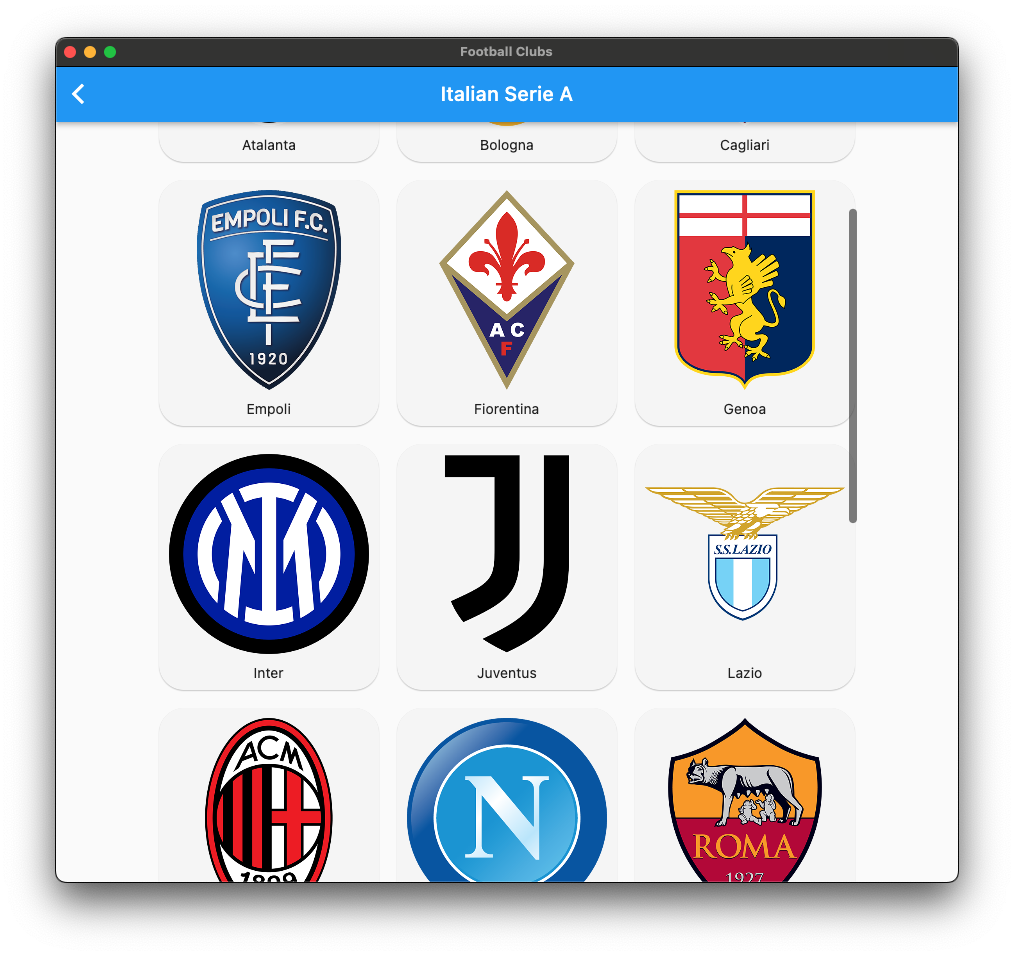 Football Clubs
Italian Serie A
Atalanta
Bologna
Cagliari
EMPOLI F.C.
1920
Empoli
A C
F
Fiorentina
Genoa
Inter
Juventus
S.S.LAZIO
Lazio
ACM
1899
N
ROMA
1927